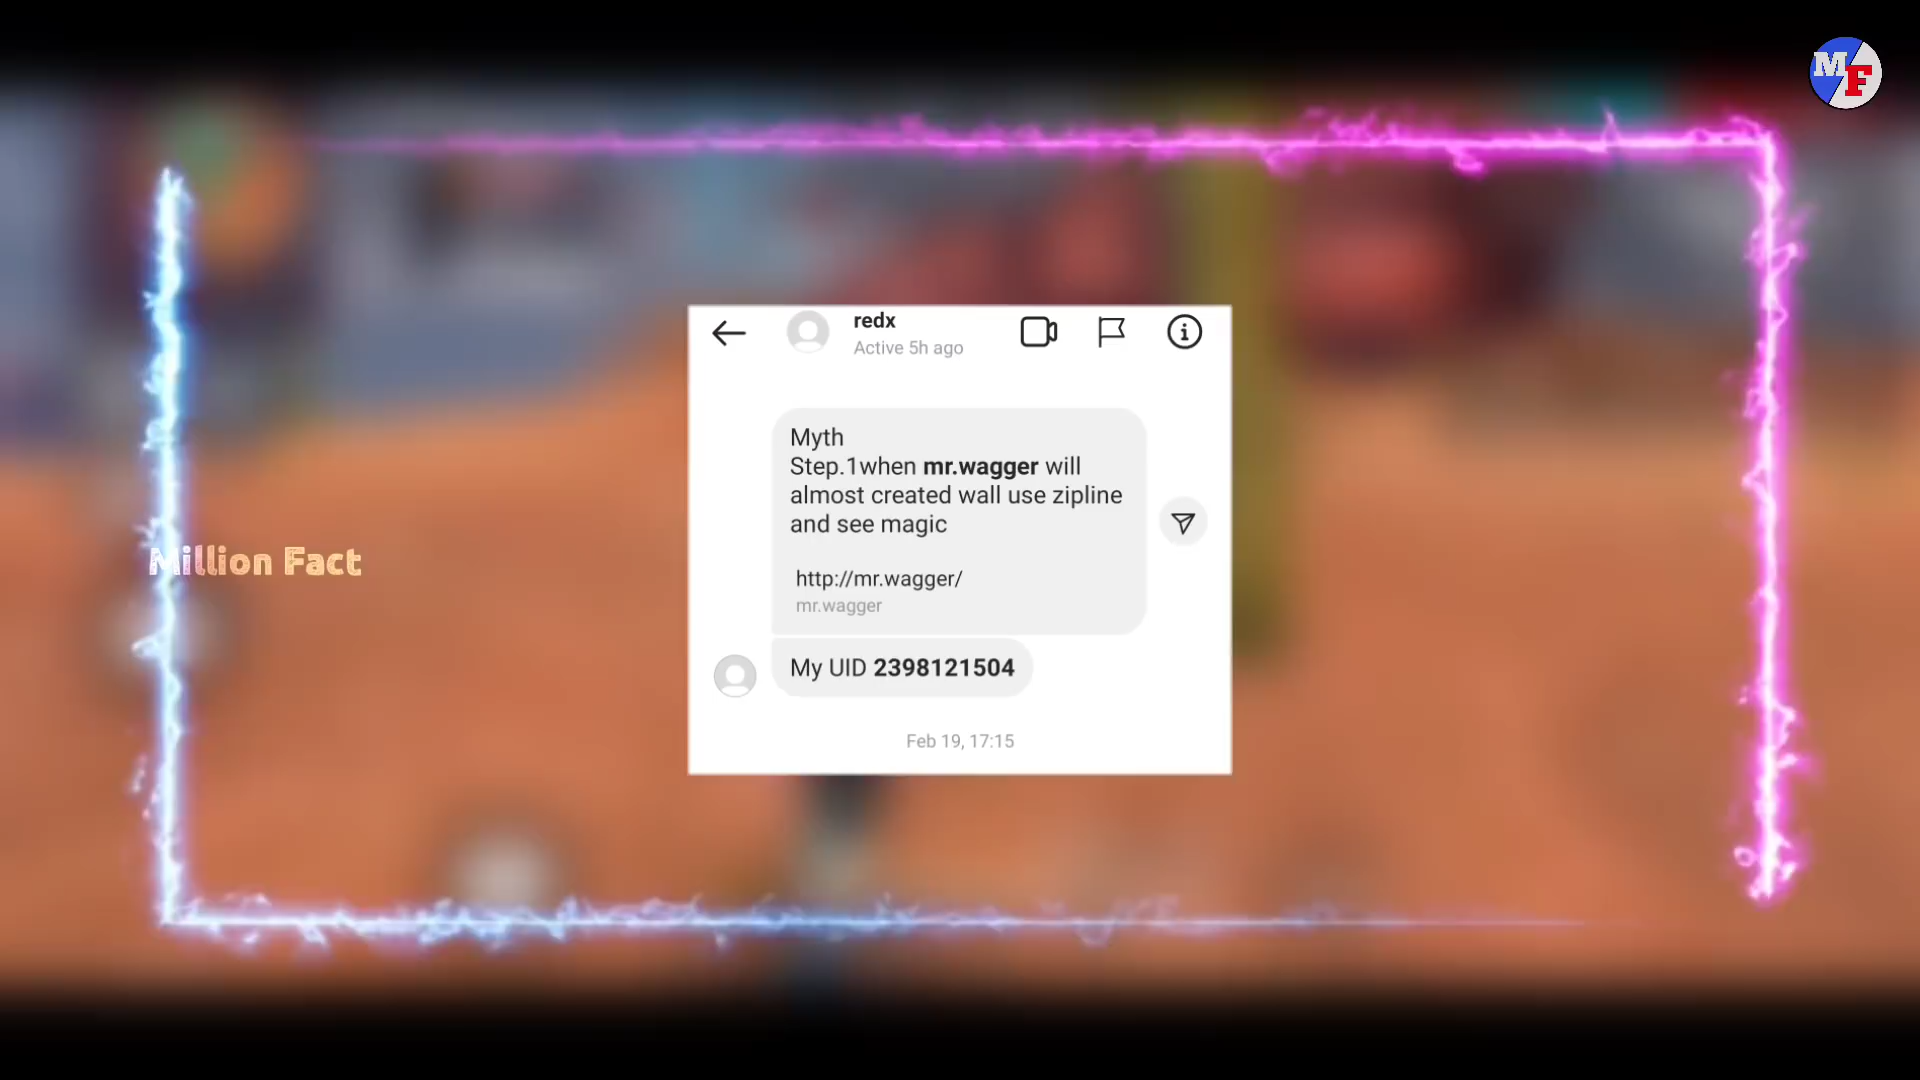 MF
redx
Active 5h ago
Myth
Step.1when mr.wagger will
almost created wall use zipline
and see magic
http://mr.wagger/
mr.wagger
Million Fact
My UID 2398121504
Feb 19, 17:15